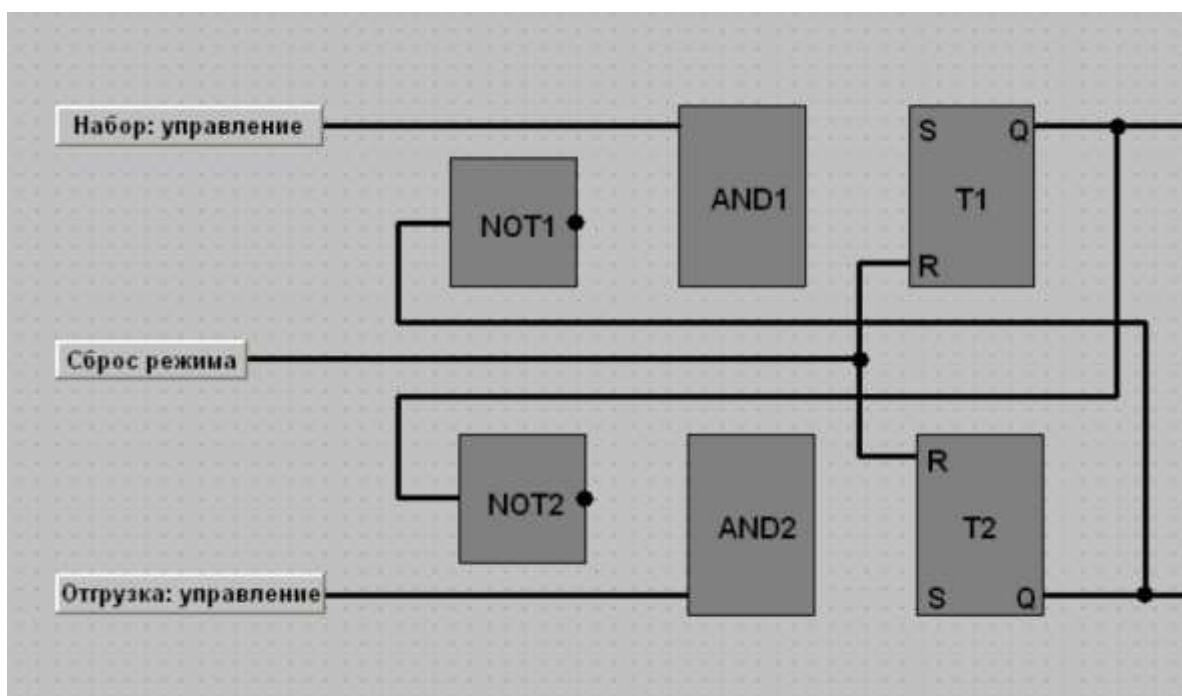 Набор: управление
S Q
AND1
T1
NOT1
R
Сброс режима
R
NOT2
AND2
T2
Отгрузка: управление
S Q